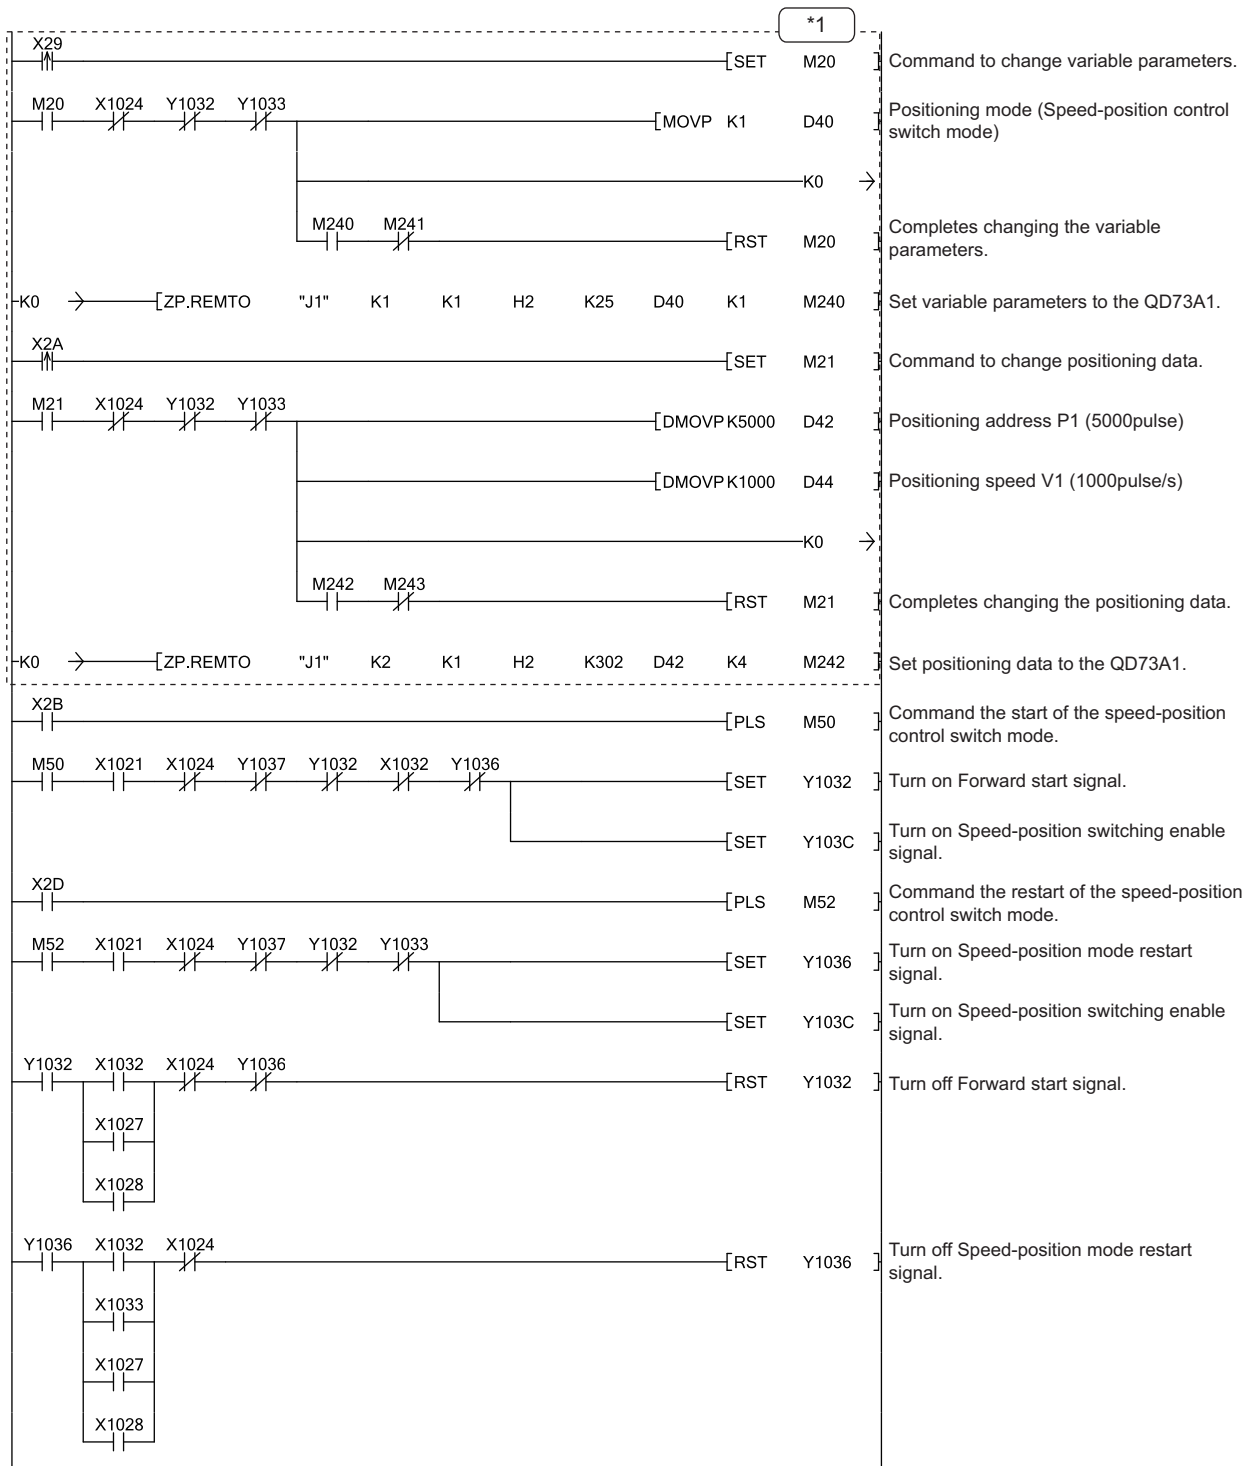 *1
X29
SET M20 Command to change variable parameters.
M20 X1024 Y1032 Y1033
MOVP K1 D40 Positioning mode (Speed-position control
switch mode)
K0
M240 M241
RST M20 Completes changing the variable
parameters.
K0 ZP.REMTO "J1" K1 K1 H2 K25 D40 K1 M240 Set variable parameters to the QD73A1.
X2A
SET M21 Command to change positioning data.
M21 X1024 Y1032 Y1033
DMOVP K5000 D42 Positioning address P1 (5000pulse)
DMOVP K1000 D44 Positioning speed V1 (1000pulse/s)
K0
M242 M243
RST M21 Completes changing the positioning data.
K0 ZP.REMTO "J1" K2 K1 H2 K302 D42 K4 M242 Set positioning data to the QD73A1.
X2B
PLS M50 Command the start of the speed-position
control switch mode.
M50 X1021 X1024 Y1037 Y1032 X1032 Y1036
SET Y1032 Turn on Forward start signal.
SET Y103C Turn on Speed-position switching enable
signal.
X2D
PLS M52 Command the restart of the speed-position
control switch mode.
M52 X1021 X1024 Y1037 Y1032 Y1033
SET Y1036 Turn on Speed-position mode restart
signal.
SET Y103C Turn on Speed-position switching enable
signal.
Y1032 X1032 X1024 Y1036
RST Y1032 Turn off Forward start signal.
X1027
X1028
Y1036 X1032 X1024
RST Y1036 Turn off Speed-position mode restart
signal.
X1033
X1027
X1028